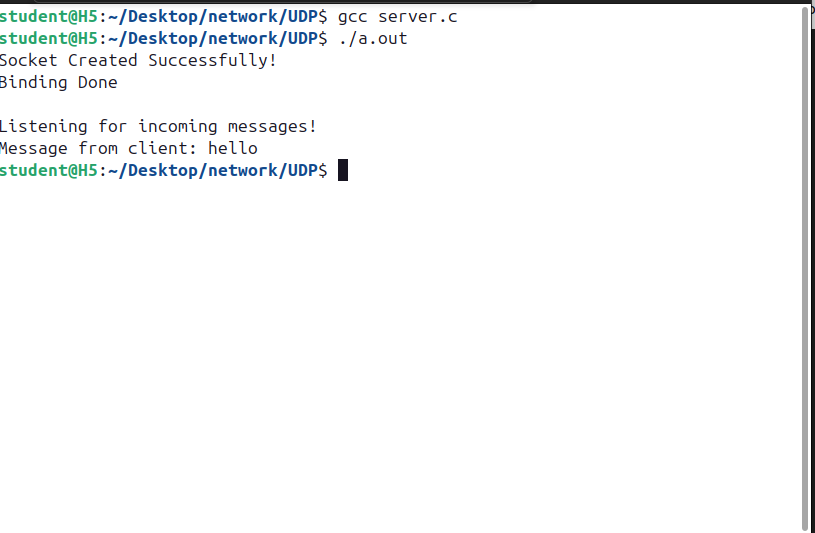 student@H5:~/Desktop/network/UDP$ gcc server.c
student@H5:~/Desktop/network/UDP$ ./a.out
Socket Created Successfully!
Binding Done
Listening for incoming messages!
Message from client: hello
student@H5:~/Desktop/network/UDP$